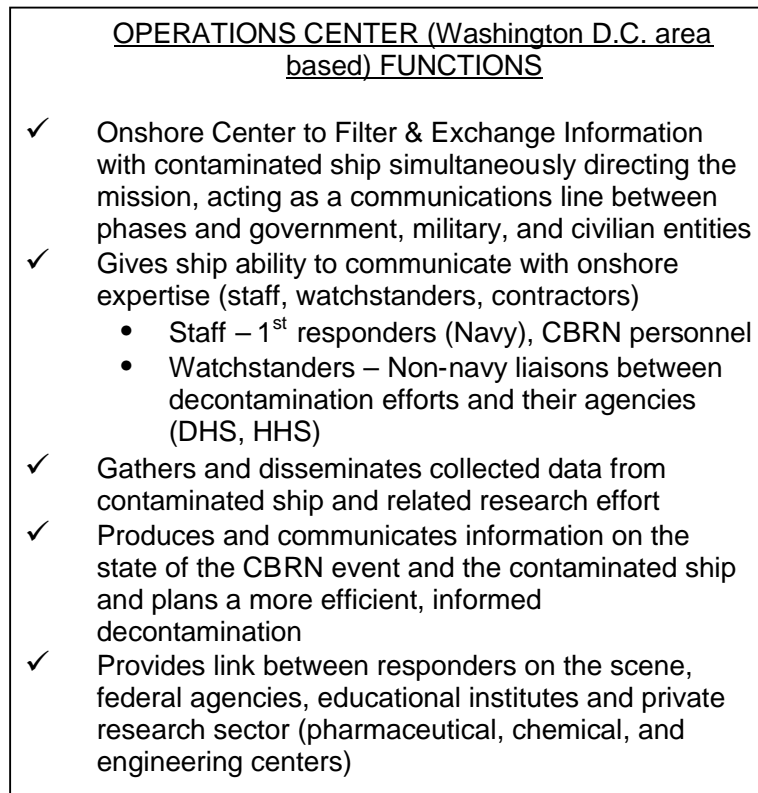 OPERATIONS CENTER (Washington D.C. area
based) FUNCTIONS
✓ Onshore Center to Filter & Exchange Information
with contaminated ship simultaneously directing the
mission, acting as a communications line between
phases and government, military, and civilian entities
✓ Gives ship ability to communicate with onshore
expertise (staff, watchstanders, contractors)
• Staff – 1st responders (Navy), CBRN personnel
• Watchstanders – Non-navy liaisons between
decontamination efforts and their agencies
(DHS, HHS)
✓ Gathers and disseminates collected data from
contaminated ship and related research effort
✓ Produces and communicates information on the
state of the CBRN event and the contaminated ship
and plans a more efficient, informed
decontamination
✓ Provides link between responders on the scene,
federal agencies, educational institutes and private
research sector (pharmaceutical, chemical, and
engineering centers)